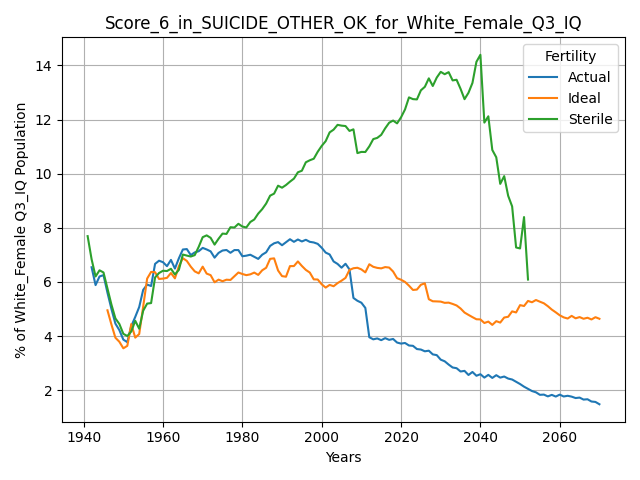 Score_6_in_SUICIDE_OTHER_OK_for_White_Female_Q3_IQ
% of White_Female Q3_IQ Population
14
12
10
8
6
4
2
Fertility
Actual
Ideal
Sterile
1940 1960 1980 2000 2020 2040 2060
Years